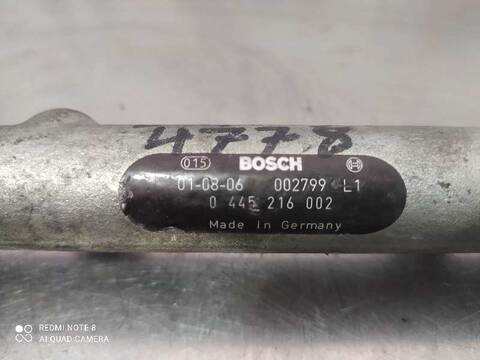 4778
015 BOSCH
01-08-06 002799 L1
0 445 216 002
Made in Germany
REDMI NOTE 8
AI QUAD CAMERA